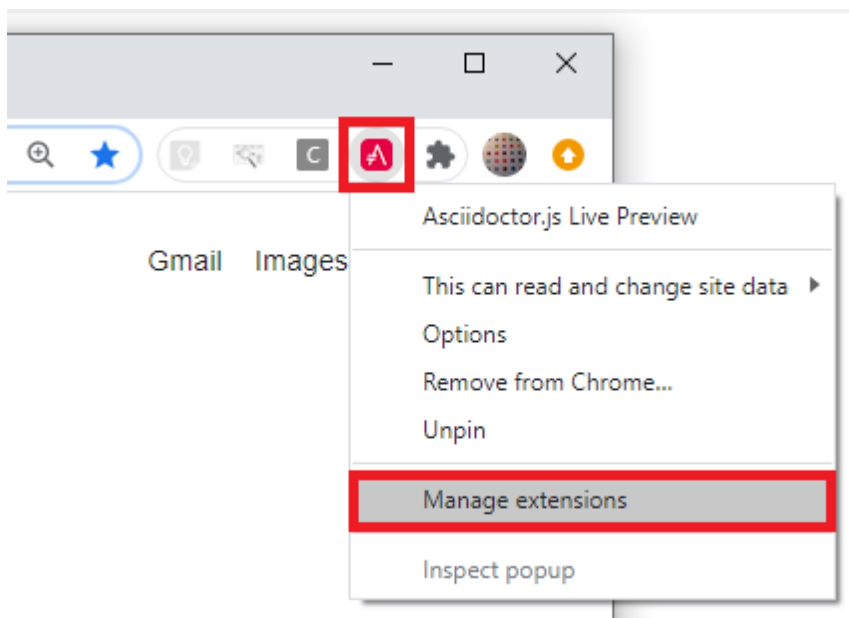 C
Gmail Images
Asciidoctor.js Live Preview
This can read and change site data
Options
Remove from Chrome...
Unpin
Manage extensions
Inspect popup